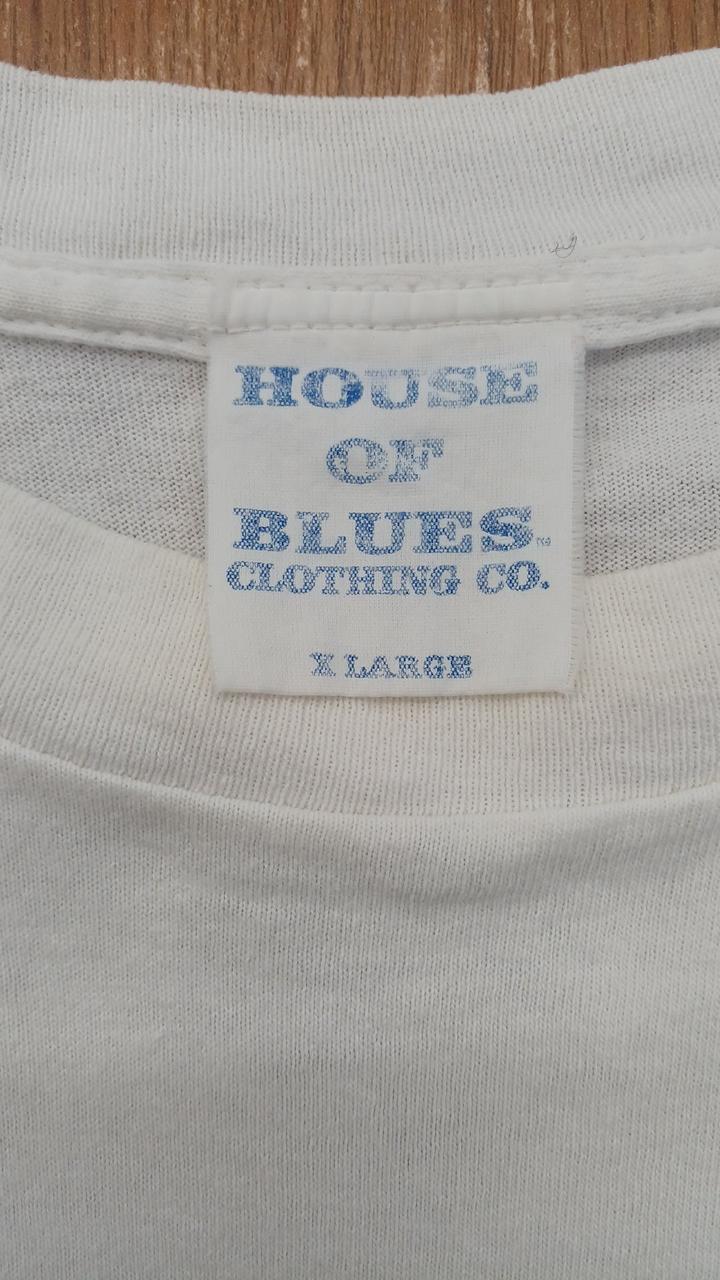 HOUSE
OF
BLUES™
CLOTHING CO.
X LARGE